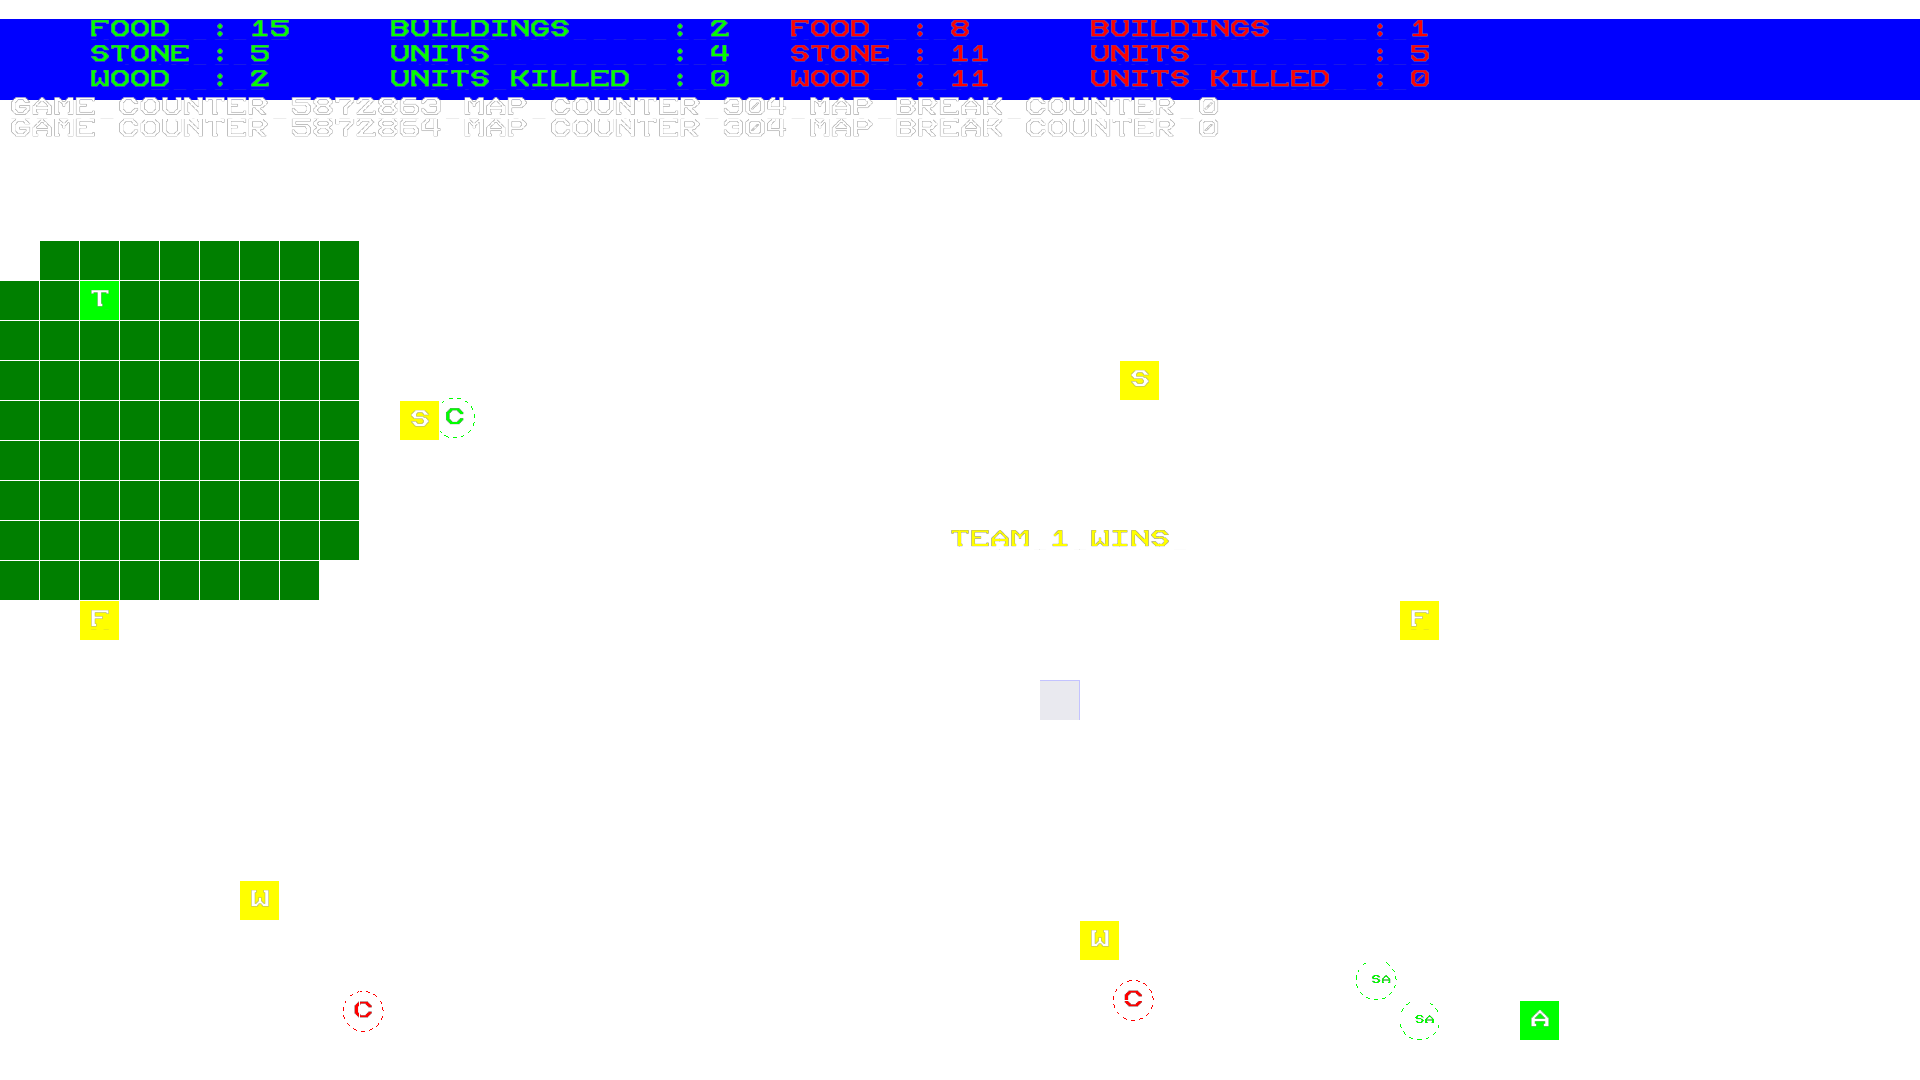 FOOD : 15 BUILDINGS : 2 FOOD : 8 BUILDINGS : 1
STONE : 5 UNITS : 4 STONE : 11 UNITS : 5
WOOD : 2 UNITS KILLED : 0 WOOD : 11 UNITS KILLED : 0
GAME COUNTER 5872863 MAP COUNTER 304 MAP BREAK COUNTER 0
GAME COUNTER 5872864 MAP COUNTER 304 MAP BREAK COUNTER 0
T
S
S C
TEAM 1 WINS
F F
W
W
SA
C
C
SA
A